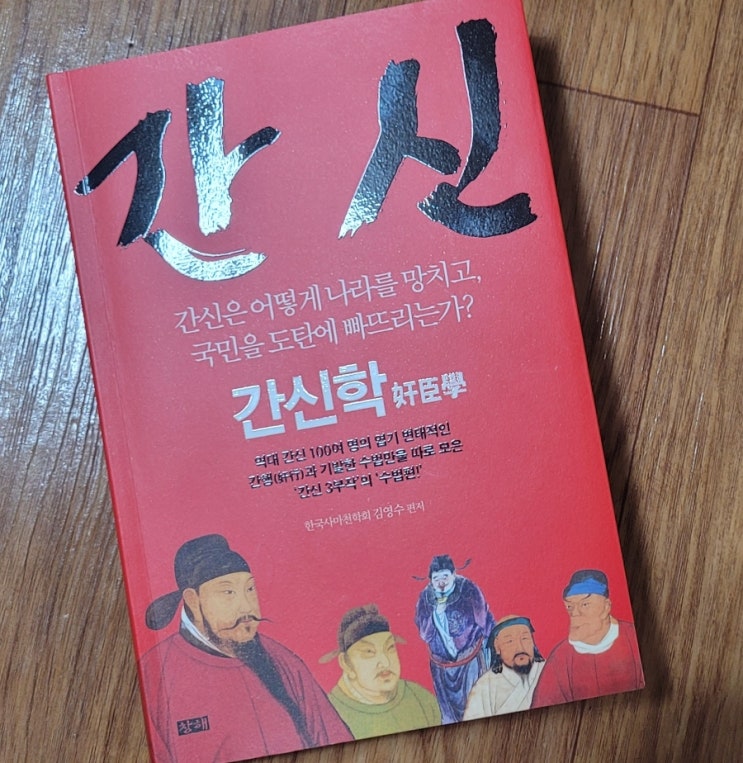 간신
간신은 어떻게 나라를 망치고,
국민을 도탄에 빠뜨리는가?
간신학 奸臣學
역대 간신 100여 명의 엽기 변태적인
간행(奸行)과 기발한 수법만을 따로 모은
‘간신 3부작’의 ‘수법편!’
한국사마천학회 김영수 편저
창해